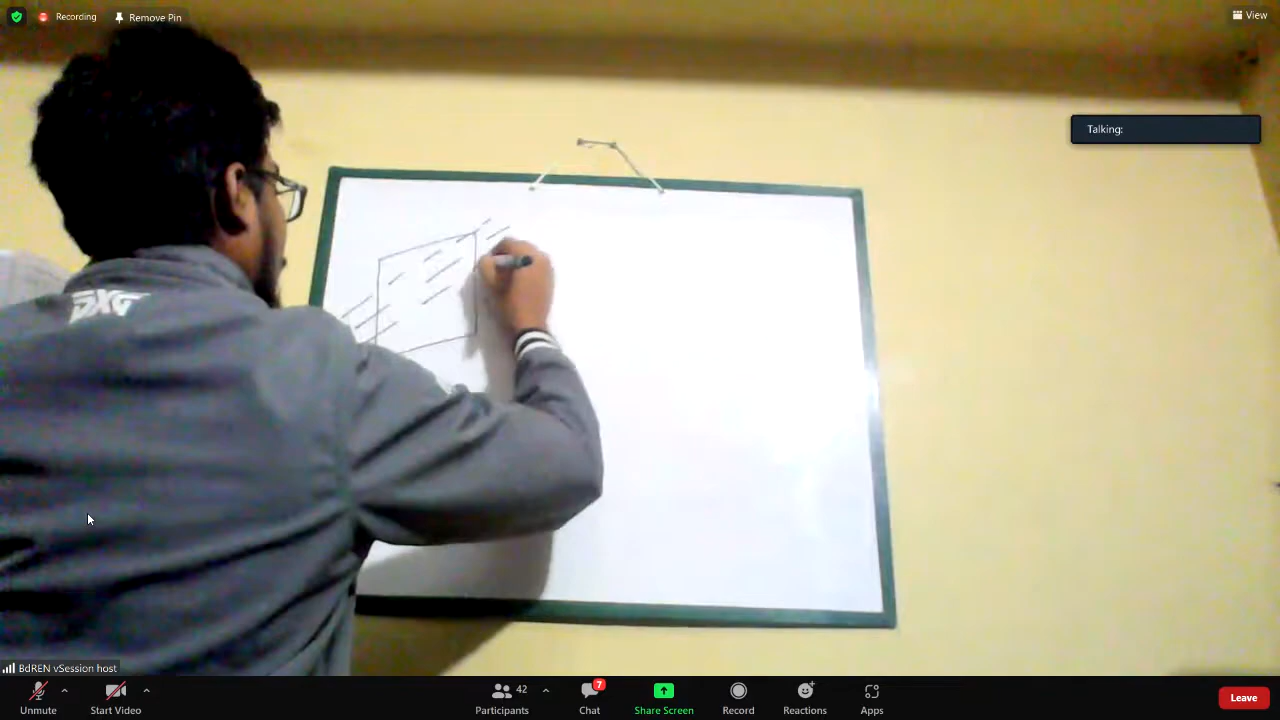 Recording
Remove Pin
View
Talking:
SXG
BdREN vSession host
Unmute
Start Video
42
Participants
7
Chat
Share Screen
Record
Reactions
Apps
Leave